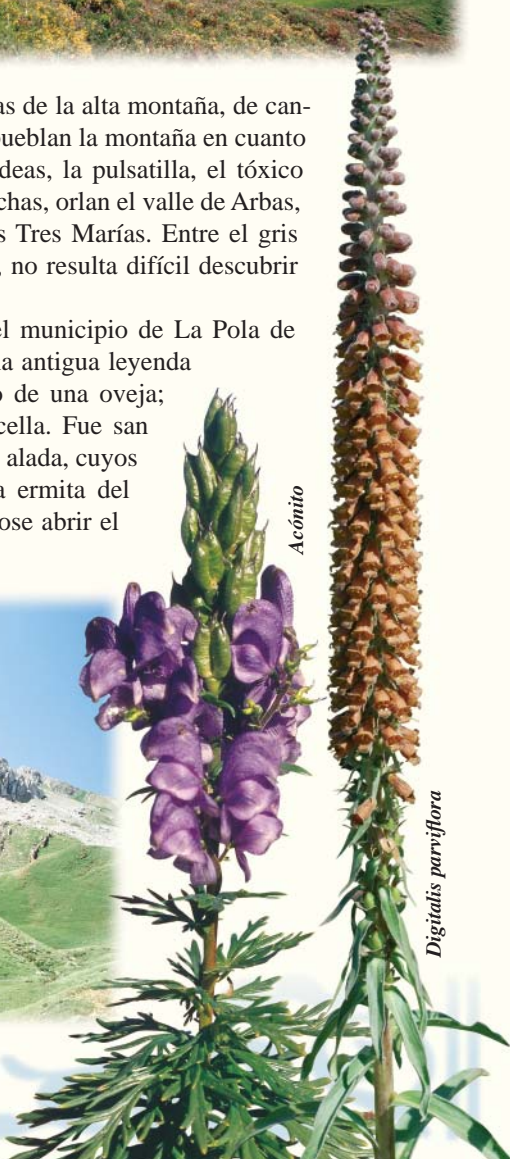 as de la alta montaña, de can-
pueblan la montaña en cuanto
deas, la pulsatilla, el tóxico
chas, orlan el valle de Arbas,
s Tres Marías. Entre el gris
, no resulta difícil descubrir
el municipio de La Pola de
na antigua leyenda
o de una oveja;
cella. Fue san
alada, cuyos
a ermita del
ose abrir el
Acónito
Digitalis parviflora